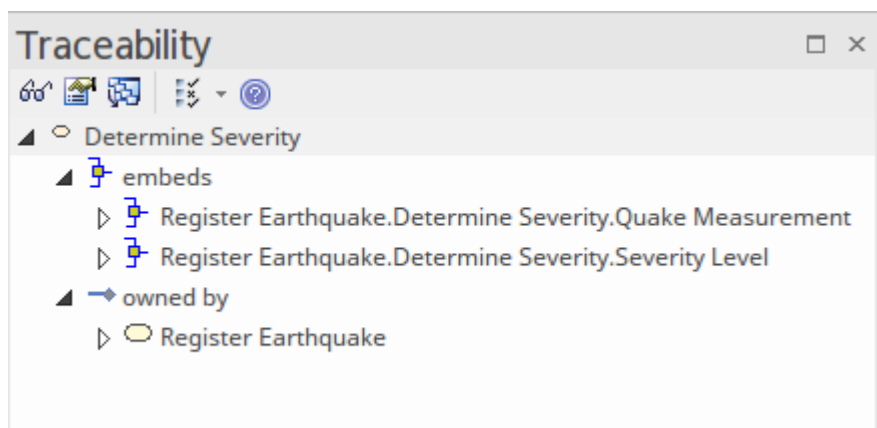 Traceability
Determine Severity
embeds
Register Earthquake.Determine Severity.Quake Measurement
Register Earthquake.Determine Severity.Severity Level
owned by
Register Earthquake